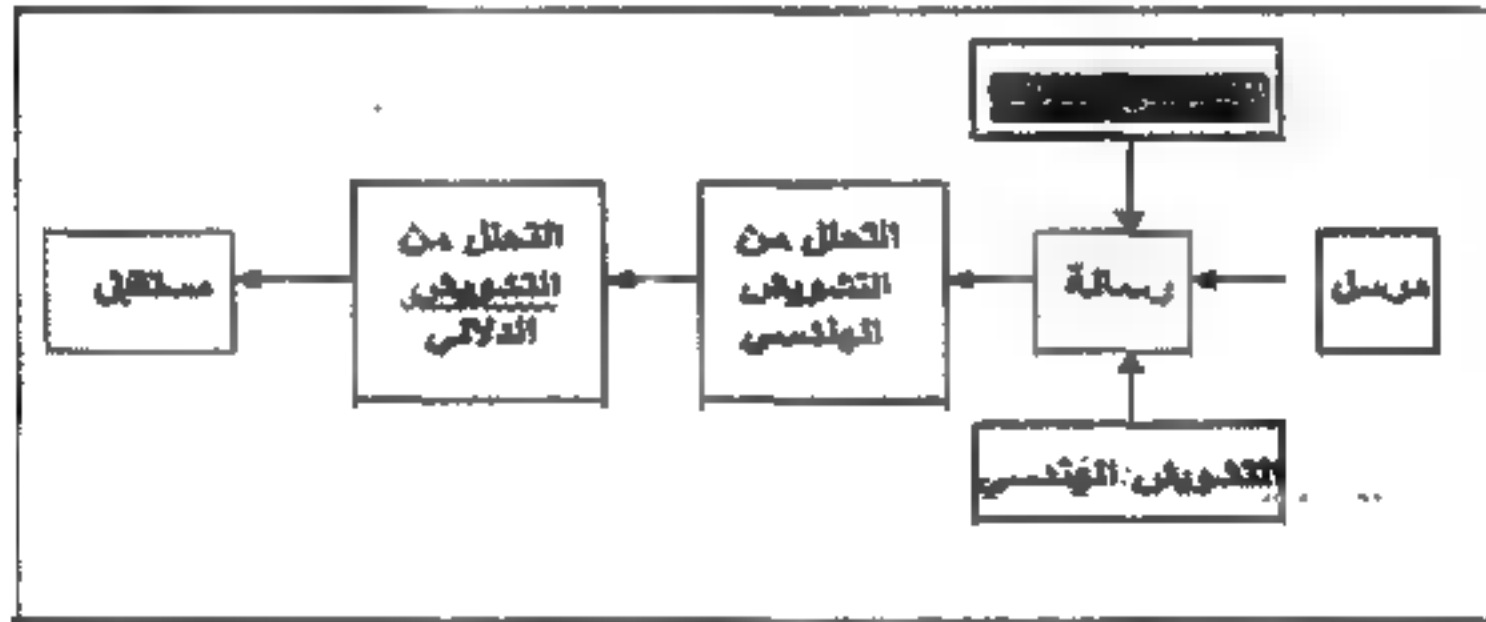 مرسل
رسالة
التحلل من
التشويش
الهندسي
التحلل من
التشويش
الدلالي
مستقبل
التشويش الهندسي